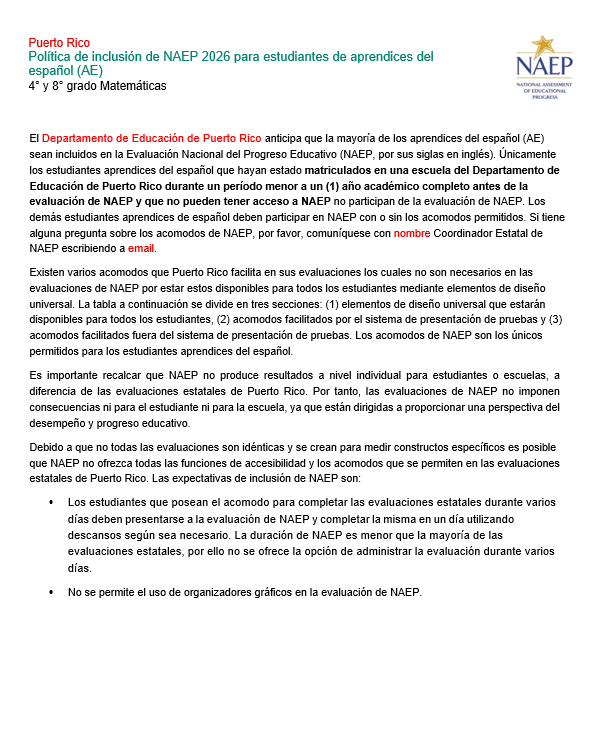 Puerto Rico
Política de inclusión de NAEP 2026 para estudiantes de aprendices del
español (AE)
4° y 8° grado Matemáticas
NAEP
NATIONAL ASSESSMENT
OF EDUCATIONAL
PROGRESS
El Departamento de Educación de Puerto Rico anticipa que la mayoría de los aprendices del español (AE)
sean incluidos en la Evaluación Nacional del Progreso Educativo (NAEP, por sus siglas en inglés). Únicamente
los estudiantes aprendices del español que hayan estado matriculados en una escuela del Departamento de
Educación de Puerto Rico durante un período menor a un (1) año académico completo antes de la
evaluación de NAEP y que no pueden tener acceso a NAEP no participan de la evaluación de NAEP. Los
demás estudiantes aprendices de español deben participar en NAEP con o sin los acomodos permitidos. Si tiene
alguna pregunta sobre los acomodos de NAEP, por favor, comuníquese con nombre Coordinador Estatal de
NAEP escribiendo a email.
Existen varios acomodos que Puerto Rico facilita en sus evaluaciones los cuales no son necesarios en las
evaluaciones de NAEP por estar estos disponibles para todos los estudiantes mediante elementos de diseño
universal. La tabla a continuación se divide en tres secciones: (1) elementos de diseño universal que estarán
disponibles para todos los estudiantes, (2) acomodos facilitados por el sistema de presentación de pruebas y (3)
acomodos facilitados fuera del sistema de presentación de pruebas. Los acomodos de NAEP son los únicos
permitidos para los estudiantes aprendices del español.
Es importante recalcar que NAEP no produce resultados a nivel individual para estudiantes o escuelas, a
diferencia de las evaluaciones estatales de Puerto Rico. Por tanto, las evaluaciones de NAEP no imponen
consecuencias ni para el estudiante ni para la escuela, ya que están dirigidas a proporcionar una perspectiva del
desempeño y progreso educativo.
Debido a que no todas las evaluaciones son idénticas y se crean para medir constructos específicos es posible
que NAEP no ofrezca todas las funciones de accesibilidad y los acomodos que se permiten en las evaluaciones
estatales de Puerto Rico. Las expectativas de inclusión de NAEP son:
• Los estudiantes que posean el acomodo para completar las evaluaciones estatales durante varios
días deben presentarse a la evaluación de NAEP y completar la misma en un día utilizando
descansos según sea necesario. La duración de NAEP es menor que la mayoría de las
evaluaciones estatales, por ello no se ofrece la opción de administrar la evaluación durante varios
días.
• No se permite el uso de organizadores gráficos en la evaluación de NAEP.